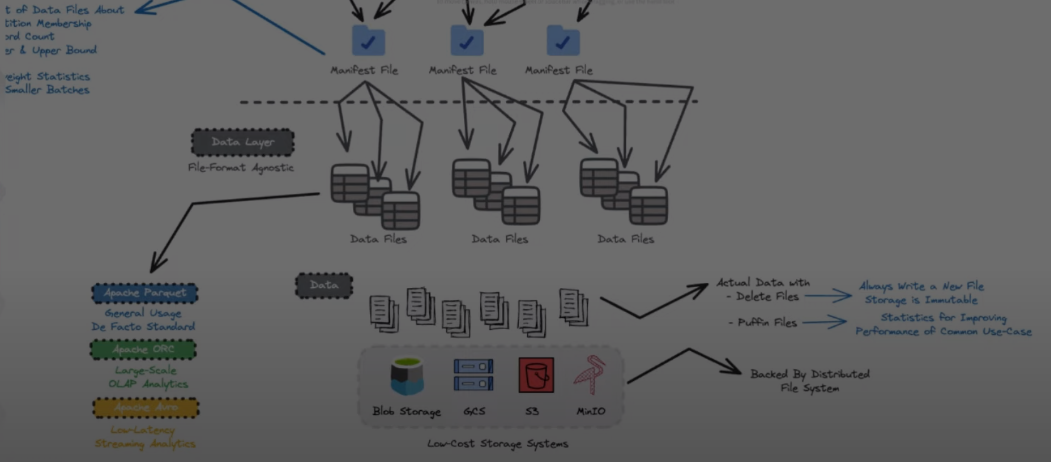 t of Data Files About
tition Membership
ord Count
er & Upper Bound
eight Statistics
Smaller Batches
Manifest File
Manifest File
Manifest File
Data Layer
File-Format Agnostic
Data Files
Data Files
Data Files
Apache Parquet
General Usage
De Facto Standard
Apache ORC
Large-Scale
OLAP Analytics
Apache Avro
Low-Latency
Streaming Analytics
Data
Actual Data with
- Delete Files
- Puffin Files
Always Write a New File
Storage is Immutable
Statistics for Improving
Performance of Common Use-Case
Blob Storage
GCS
S3
MinIO
Low-Cost Storage Systems
Backed By Distributed
File System